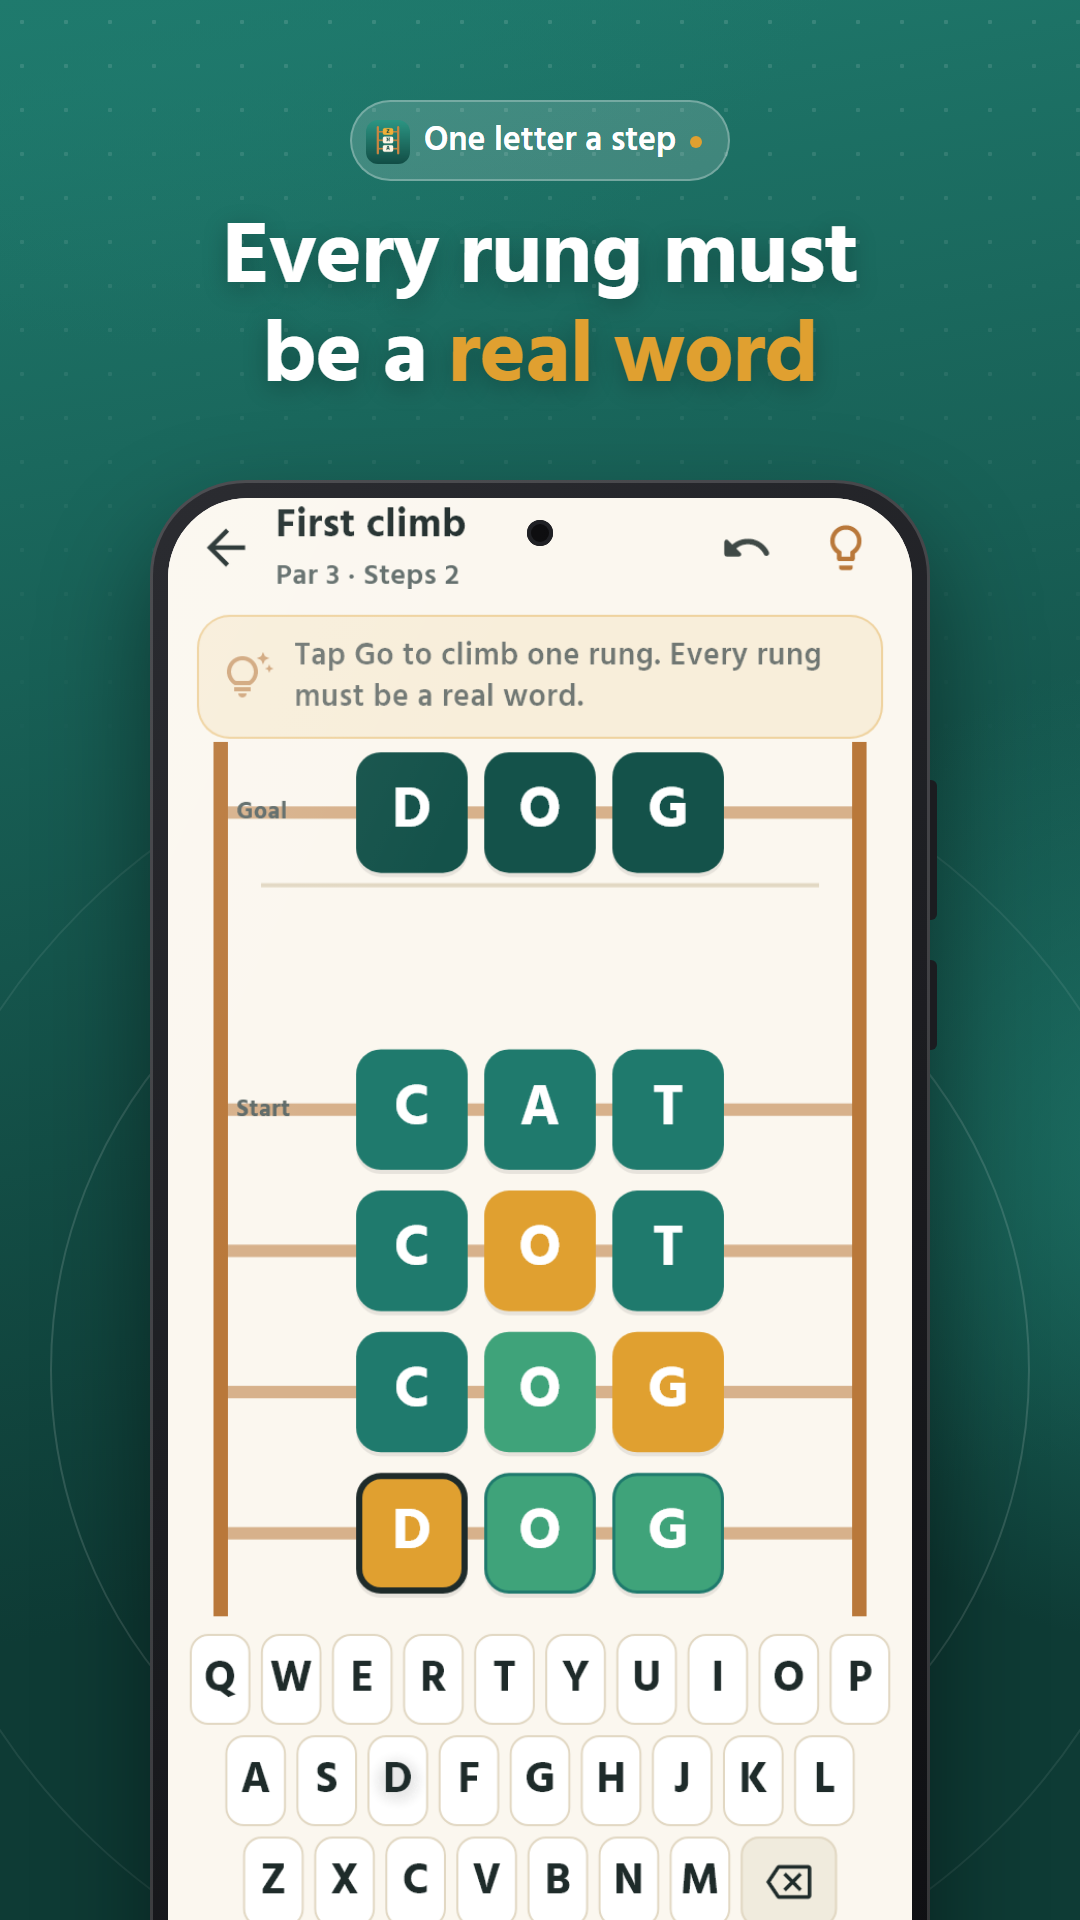 One letter a step
Every rung must
be a real word
First climb
Par 3 · Steps 2
Tap Go to climb one rung. Every rung
must be a real word.
Goal
D O G
Start
C A T
C O T
C O G
D O G
Q W E R T Y U I O P
A S D F G H J K L
Z X C V B N M